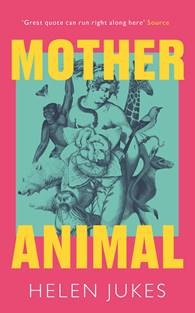 'Great quote can run right along here' Source
MOTHER
ANIMAL
HELEN JUKES